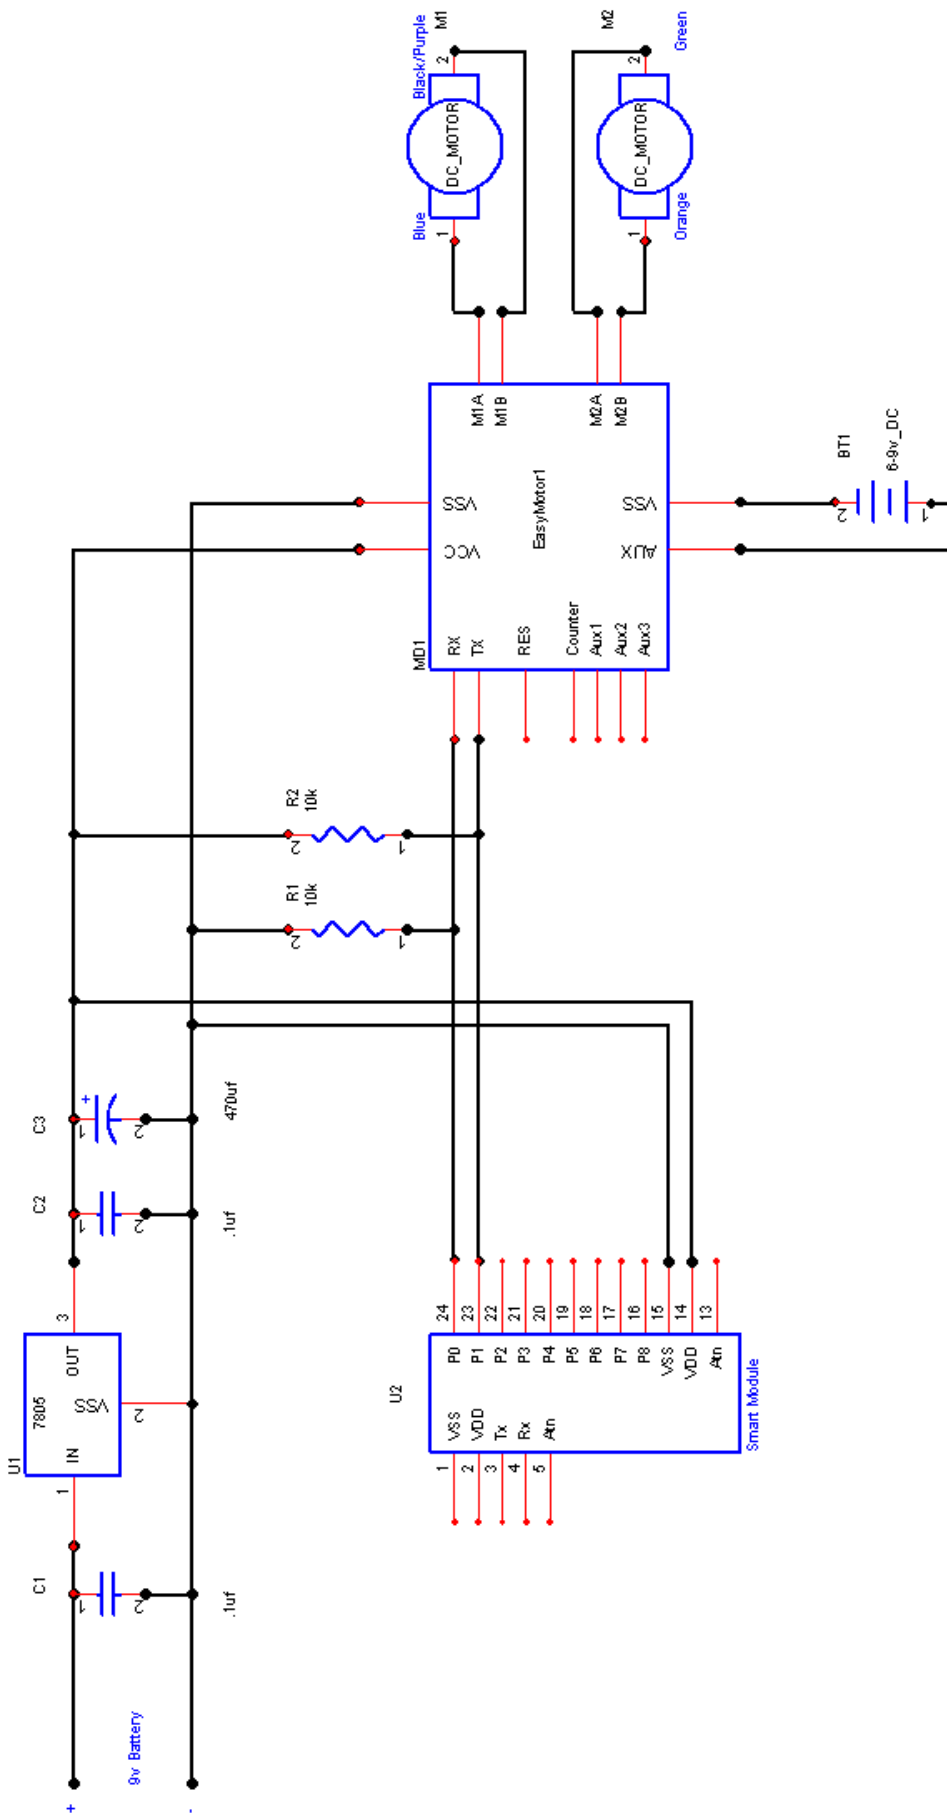 +
9v Battery
-
C1
1
2
.1uf
U1
1
IN
7805
VSS
2
OUT
3
C2
1
2
.1uf
C3
1
+
2
470uf
R1
10k
2
1
R2
10k
2
1
U2
1 VSS
2 VDD
3 Tx
4 Rx
5 Atn
P0 24
P1 23
P2 22
P3 21
P4 20
P5 19
P6 18
P7 17
P8 16
VSS 15
VDD 14
Atn 13
Smart Module
MD1
RX
TX
RES
Counter
Aux1
Aux2
Aux3
VCC
VSS
EasyMotor1
AUX
VSS
M1A
M1B
M2A
M2B
BT1
6-9v_DC
2
1
Blue
1
DC_MOTOR
Black/Purple
2
M1
M2
2
DC_MOTOR
1
Orange
Green